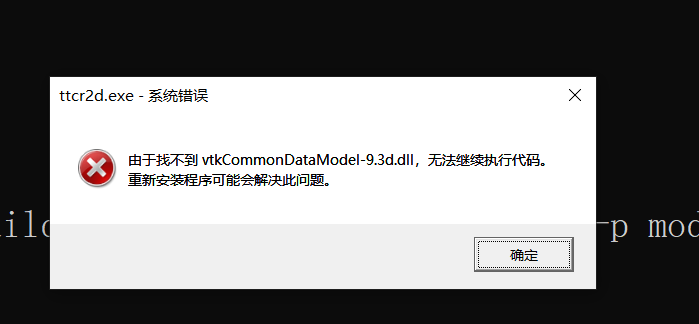 ttcr2d.exe - 系统错误
由于找不到 vtkCommonDataModel-9.3d.dll，无法继续执行代码。
重新安装程序可能会解决此问题。
-p mod
确定